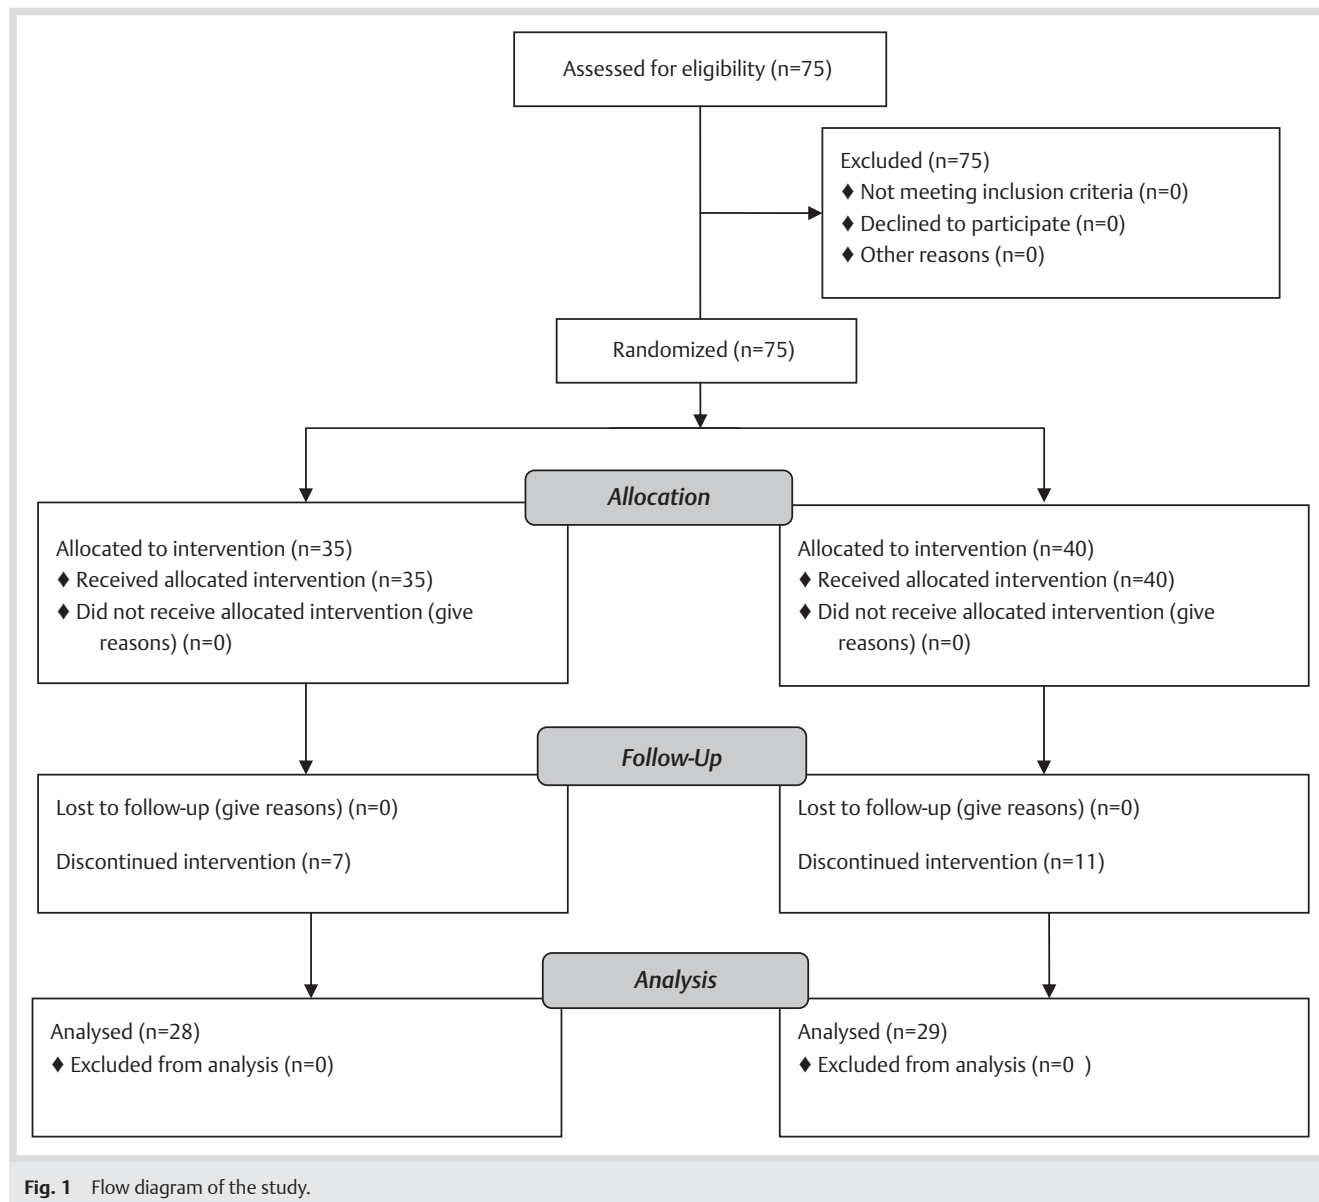 Assessed for eligibility (n=75)
Excluded (n=75)
♦ Not meeting inclusion criteria (n=0)
♦ Declined to participate (n=0)
♦ Other reasons (n=0)
Randomized (n=75)
Allocation
Allocated to intervention (n=35)
♦ Received allocated intervention (n=35)
♦ Did not receive allocated intervention (give
reasons) (n=0)
Allocated to intervention (n=40)
♦ Received allocated intervention (n=40)
♦ Did not receive allocated intervention (give
reasons) (n=0)
Follow-Up
Lost to follow-up (give reasons) (n=0)
Discontinued intervention (n=7)
Lost to follow-up (give reasons) (n=0)
Discontinued intervention (n=11)
Analysis
Analysed (n=28)
♦ Excluded from analysis (n=0)
Analysed (n=29)
♦ Excluded from analysis (n=0 )
Fig. 1 Flow diagram of the study.